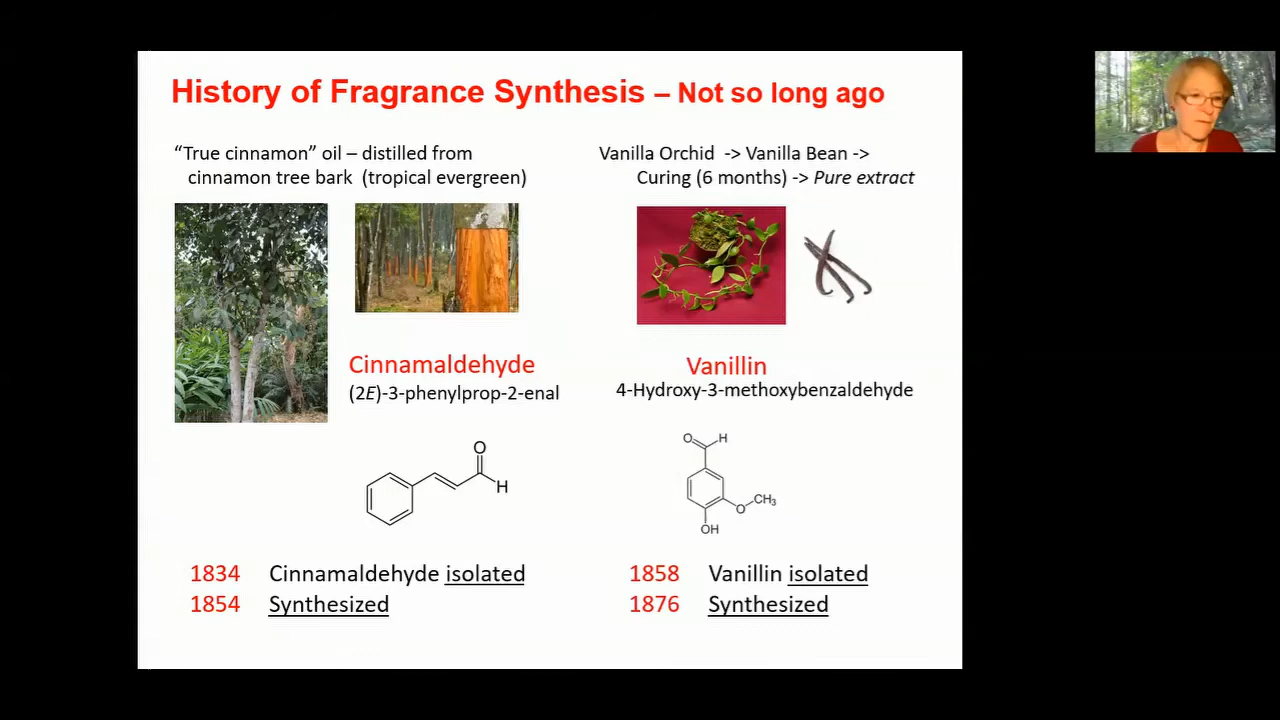 History of Fragrance Synthesis – Not so long ago
“True cinnamon” oil – distilled from
cinnamon tree bark (tropical evergreen)
Vanilla Orchid -> Vanilla Bean ->
Curing (6 months) -> Pure extract
Cinnamaldehyde
(2E)-3-phenylprop-2-enal
Vanillin
4-Hydroxy-3-methoxybenzaldehyde
O
H
O
H
O
CH3
OH
1834 Cinnamaldehyde isolated
1854 Synthesized
1858 Vanillin isolated
1876 Synthesized